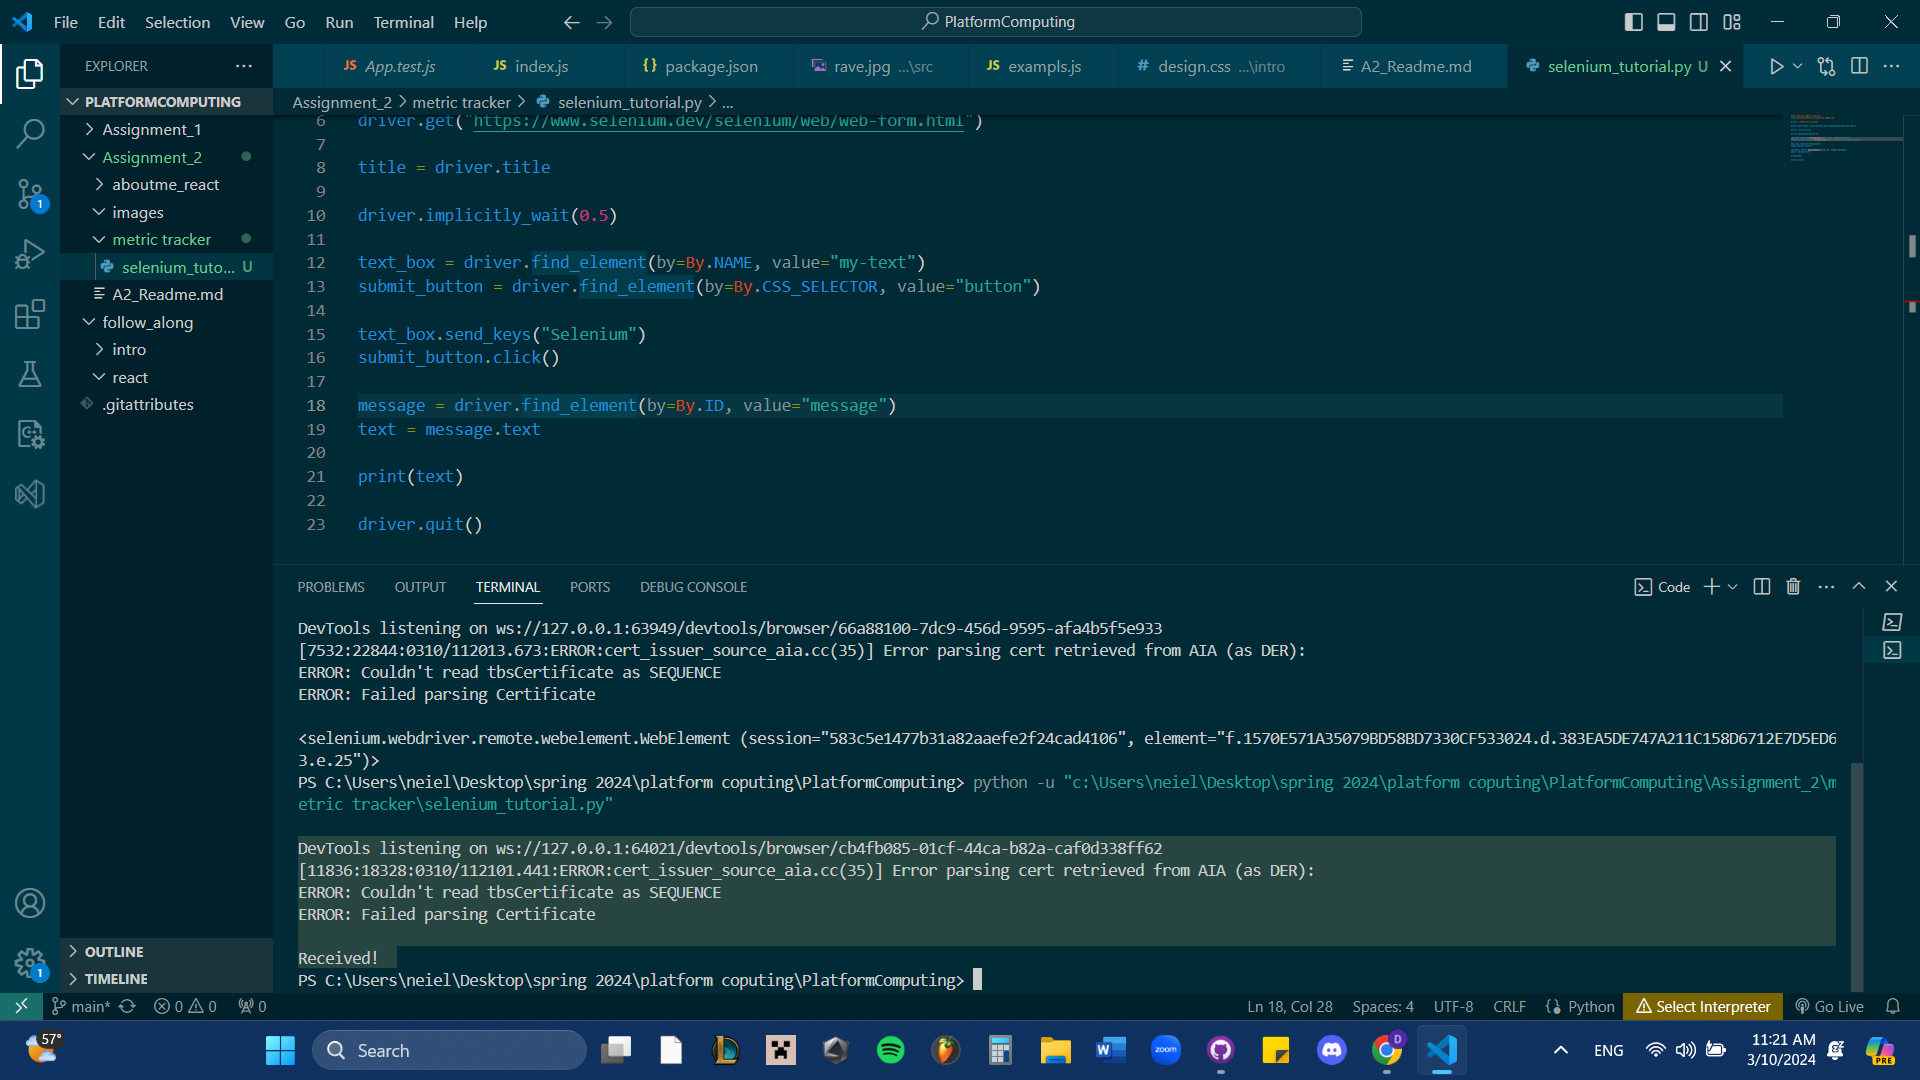 File Edit Selection View Go Run Terminal Help
PlatformComputing
EXPLORER
App.test.js
index.js
package.json
rave.jpg ...\src
exampls.js
design.css ...\intro
A2_Readme.md
selenium_tutorial.py U
Assignment_2 > metric tracker > selenium_tutorial.py > ...
PLATFORMCOMPUTING
Assignment_1
Assignment_2
aboutme_react
images
metric tracker
selenium_tuto... U
A2_Readme.md
follow_along
intro
react
.gitattributes
OUTLINE
TIMELINE
6 driver.get("https://www.selenium.dev/selenium/web/web-form.html")
7
8 title = driver.title
9
10 driver.implicitly_wait(0.5)
11
12 text_box = driver.find_element(by=By.NAME, value="my-text")
13 submit_button = driver.find_element(by=By.CSS_SELECTOR, value="button")
14
15 text_box.send_keys("Selenium")
16 submit_button.click()
17
18 message = driver.find_element(by=By.ID, value="message")
19 text = message.text
20
21 print(text)
22
23 driver.quit()
PROBLEMS OUTPUT TERMINAL PORTS DEBUG CONSOLE
Code
DevTools listening on ws://127.0.0.1:63949/devtools/browser/66a88100-7dc9-456d-9595-afa4b5f5e933
[7532:22844:0310/112013.673:ERROR:cert_issuer_source_aia.cc(35)] Error parsing cert retrieved from AIA (as DER):
ERROR: Couldn't read tbsCertificate as SEQUENCE
ERROR: Failed parsing Certificate
<selenium.webdriver.remote.webelement.WebElement (session="583c5e1477b31a82aaefe2f24cad4106", element="f.1570E571A35079BD58BD7330CF533024.d.383EA5DE747A211C158D6712E7D5ED6
3.e.25")>
PS C:\Users\neiel\Desktop\spring 2024\platform coputing\PlatformComputing> python -u "c:\Users\neiel\Desktop\spring 2024\platform coputing\PlatformComputing\Assignment_2\m
etric tracker\selenium_tutorial.py"
DevTools listening on ws://127.0.0.1:64021/devtools/browser/cb4fb085-01cf-44ca-b82a-caf0d338ff62
[11836:18328:0310/112101.441:ERROR:cert_issuer_source_aia.cc(35)] Error parsing cert retrieved from AIA (as DER):
ERROR: Couldn't read tbsCertificate as SEQUENCE
ERROR: Failed parsing Certificate
Received!
PS C:\Users\neiel\Desktop\spring 2024\platform coputing\PlatformComputing>
main* 0 0 0
Ln 18, Col 28 Spaces: 4 UTF-8 CRLF Python Select Interpreter Go Live
57°
Search
ENG
11:21 AM
3/10/2024